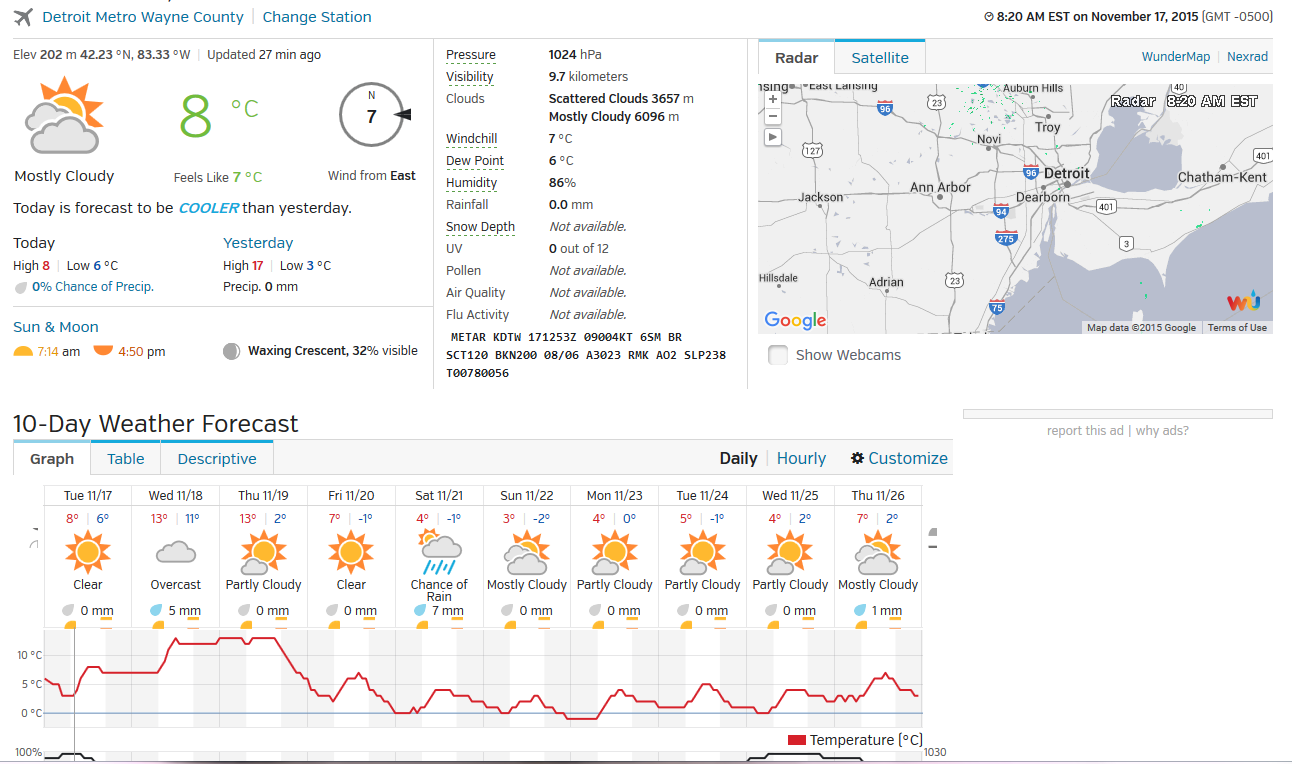 Detroit Metro Wayne County | Change Station
8:20 AM EST on November 17, 2015 (GMT -0500)
Elev 202 m 42.23 °N, 83.33 °W | Updated 27 min ago
8 °C
N
7
Mostly Cloudy
Feels Like 7 °C
Wind from East
Today is forecast to be COOLER than yesterday.
Today
High 8 | Low 6 °C
0% Chance of Precip.
Yesterday
High 17 | Low 3 °C
Precip. 0 mm
Sun & Moon
7:14 am
4:50 pm
Waxing Crescent, 32% visible
Pressure 1024 hPa
Visibility 9.7 kilometers
Clouds Scattered Clouds 3657 m
Mostly Cloudy 6096 m
Windchill 7 °C
Dew Point 6 °C
Humidity 86%
Rainfall 0.0 mm
Snow Depth Not available.
UV 0 out of 12
Pollen Not available.
Air Quality Not available.
Flu Activity Not available.
METAR KDTW 171253Z 09004KT 6SM BR
SCT120 BKN200 08/06 A3023 RMK AO2 SLP238
T00780056
Radar
Satellite
WunderMap | Nexrad
+
−
Radar 8:20 AM EST
East Lansing
Auburn Hills
40
96
23
Troy
Novi
127
401
96
Detroit
Chatham-Kent
Ann Arbor
Jackson
Dearborn
94
401
275
3
Hillsdale
Adrian
23
75
Google
Map data ©2015 Google
Terms of Use
Show Webcams
10-Day Weather Forecast
report this ad | why ads?
Graph
Table
Descriptive
Daily | Hourly
Customize
Tue 11/17 Wed 11/18 Thu 11/19 Fri 11/20 Sat 11/21 Sun 11/22 Mon 11/23 Tue 11/24 Wed 11/25 Thu 11/26
8° | 6° 13° | 11° 13° | 2° 7° | -1° 4° | -1° 3° | -2° 4° | 0° 5° | -1° 4° | 2° 7° | 2°
Clear Overcast Partly Cloudy Clear Chance of Rain Mostly Cloudy Partly Cloudy Partly Cloudy Partly Cloudy Mostly Cloudy
0 mm 5 mm 0 mm 0 mm 7 mm 0 mm 0 mm 0 mm 0 mm 1 mm
10 °C
5 °C
0 °C
Temperature (°C)
100%
1030